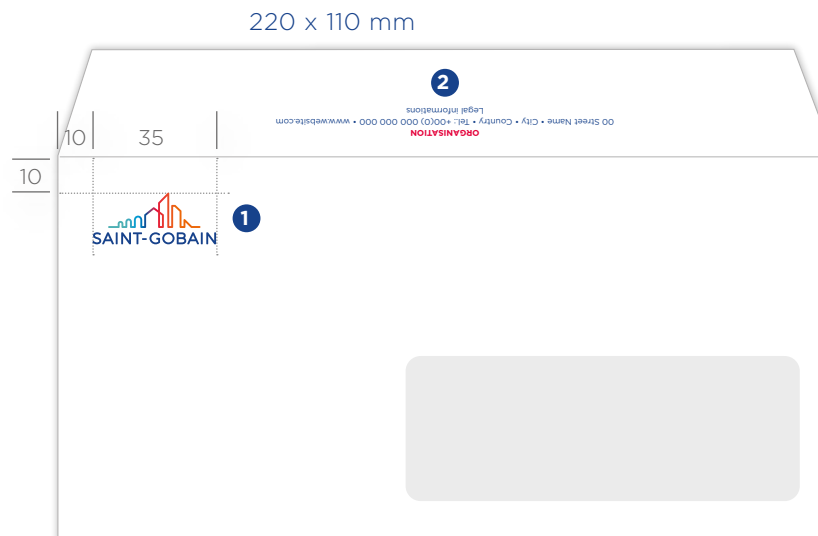 220 x 110 mm
2
ORGANISATION
00 Street Name • City • Country • Tel.: +00(0) 000 000 000 • www.website.com
Legal informations
10
35
10
1
SAINT-GOBAIN